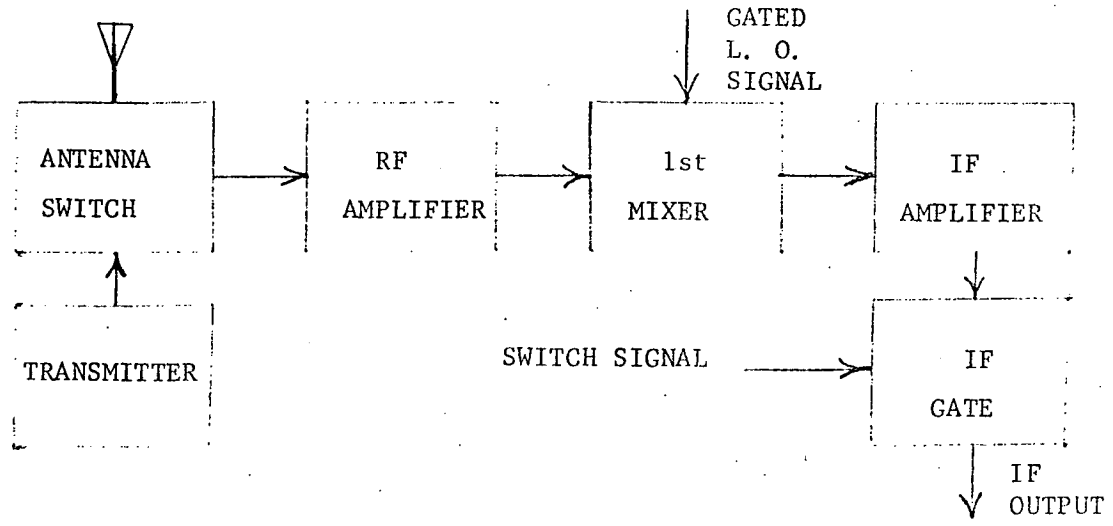 GATED
L. O.
SIGNAL
ANTENNA
SWITCH
RF
AMPLIFIER
1st
MIXER
IF
AMPLIFIER
TRANSMITTER
SWITCH SIGNAL
IF
GATE
IF
OUTPUT